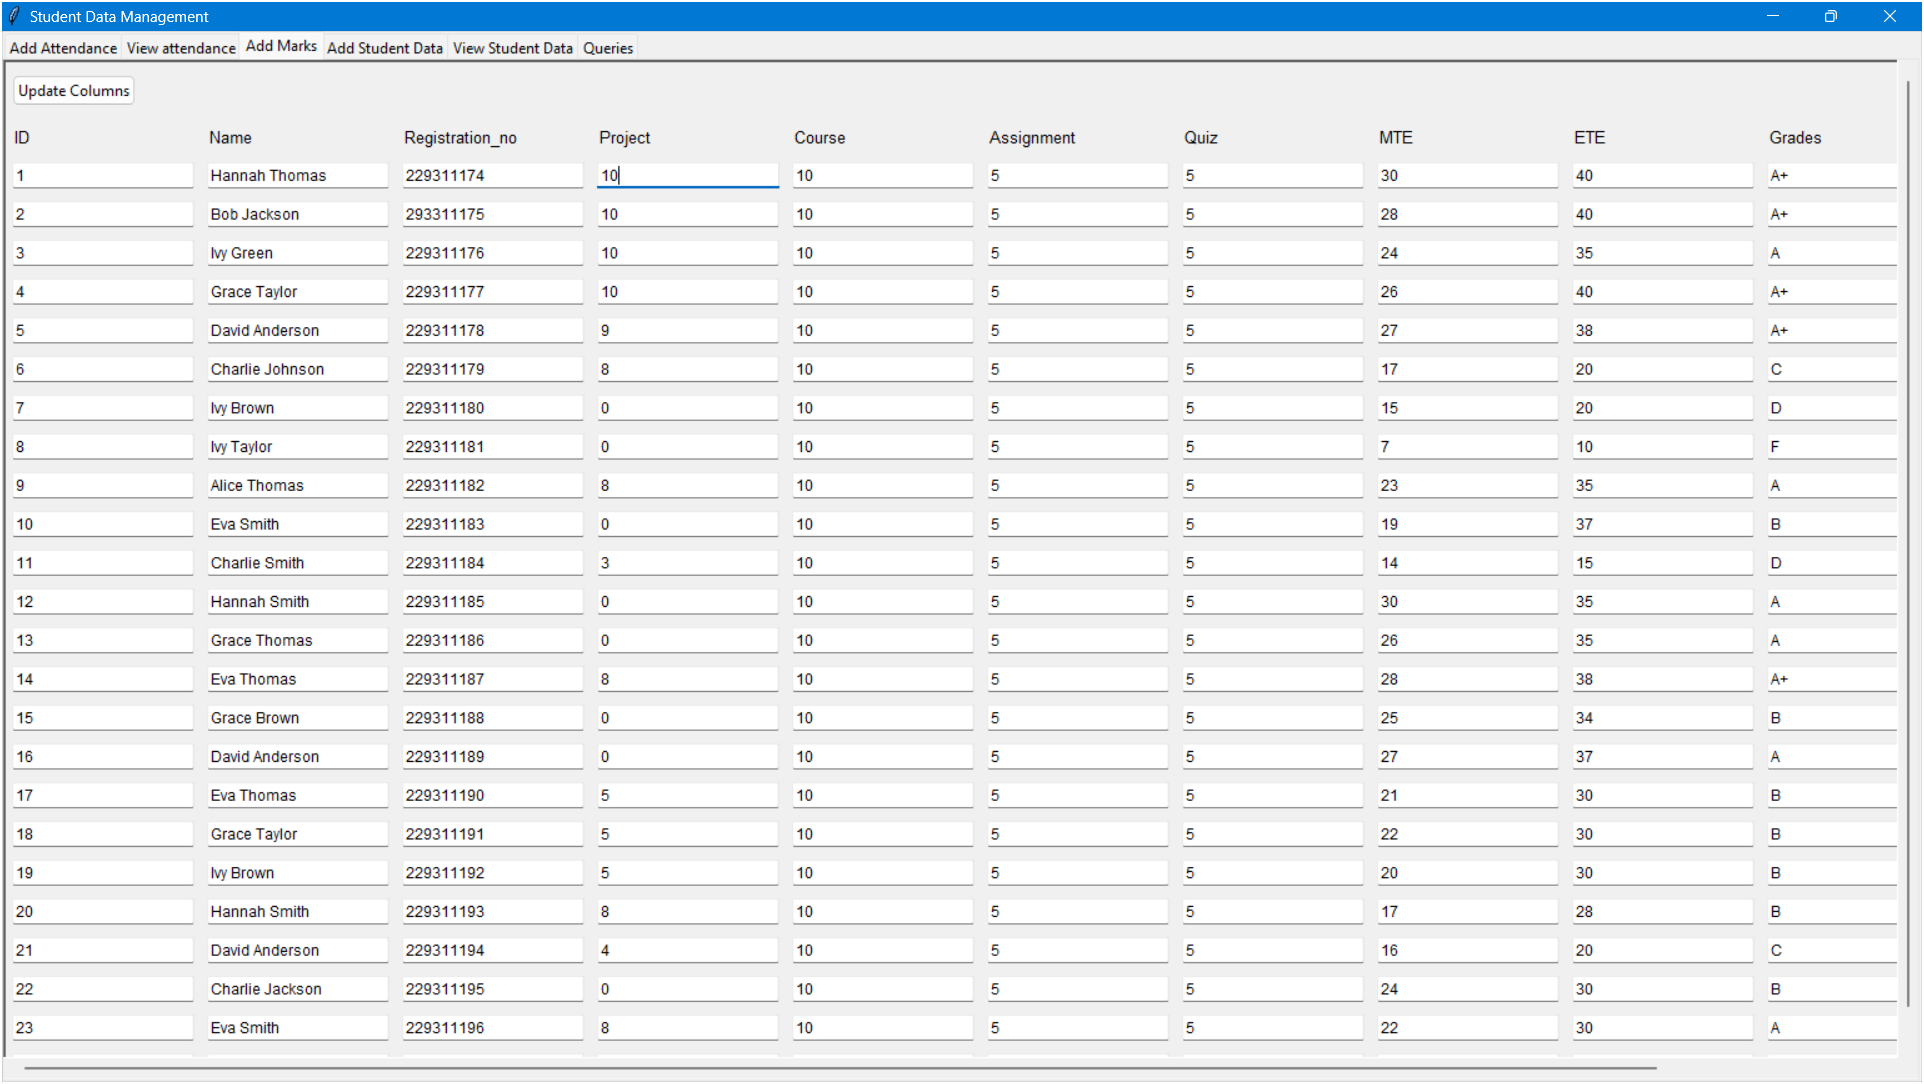 Student Data Management
Add Attendance View attendance Add Marks Add Student Data View Student Data Queries
Update Columns
ID Name Registration_no Project Course Assignment Quiz MTE ETE Grades
1 Hannah Thomas 229311174 10 10 5 5 30 40 A+
2 Bob Jackson 293311175 10 10 5 5 28 40 A+
3 Ivy Green 229311176 10 10 5 5 24 35 A
4 Grace Taylor 229311177 10 10 5 5 26 40 A+
5 David Anderson 229311178 9 10 5 5 27 38 A+
6 Charlie Johnson 229311179 8 10 5 5 17 20 C
7 Ivy Brown 229311180 0 10 5 5 15 20 D
8 Ivy Taylor 229311181 0 10 5 5 7 10 F
9 Alice Thomas 229311182 8 10 5 5 23 35 A
10 Eva Smith 229311183 0 10 5 5 19 37 B
11 Charlie Smith 229311184 3 10 5 5 14 15 D
12 Hannah Smith 229311185 0 10 5 5 30 35 A
13 Grace Thomas 229311186 0 10 5 5 26 35 A
14 Eva Thomas 229311187 8 10 5 5 28 38 A+
15 Grace Brown 229311188 0 10 5 5 25 34 B
16 David Anderson 229311189 0 10 5 5 27 37 A
17 Eva Thomas 229311190 5 10 5 5 21 30 B
18 Grace Taylor 229311191 5 10 5 5 22 30 B
19 Ivy Brown 229311192 5 10 5 5 20 30 B
20 Hannah Smith 229311193 8 10 5 5 17 28 B
21 David Anderson 229311194 4 10 5 5 16 20 C
22 Charlie Jackson 229311195 0 10 5 5 24 30 B
23 Eva Smith 229311196 8 10 5 5 22 30 A